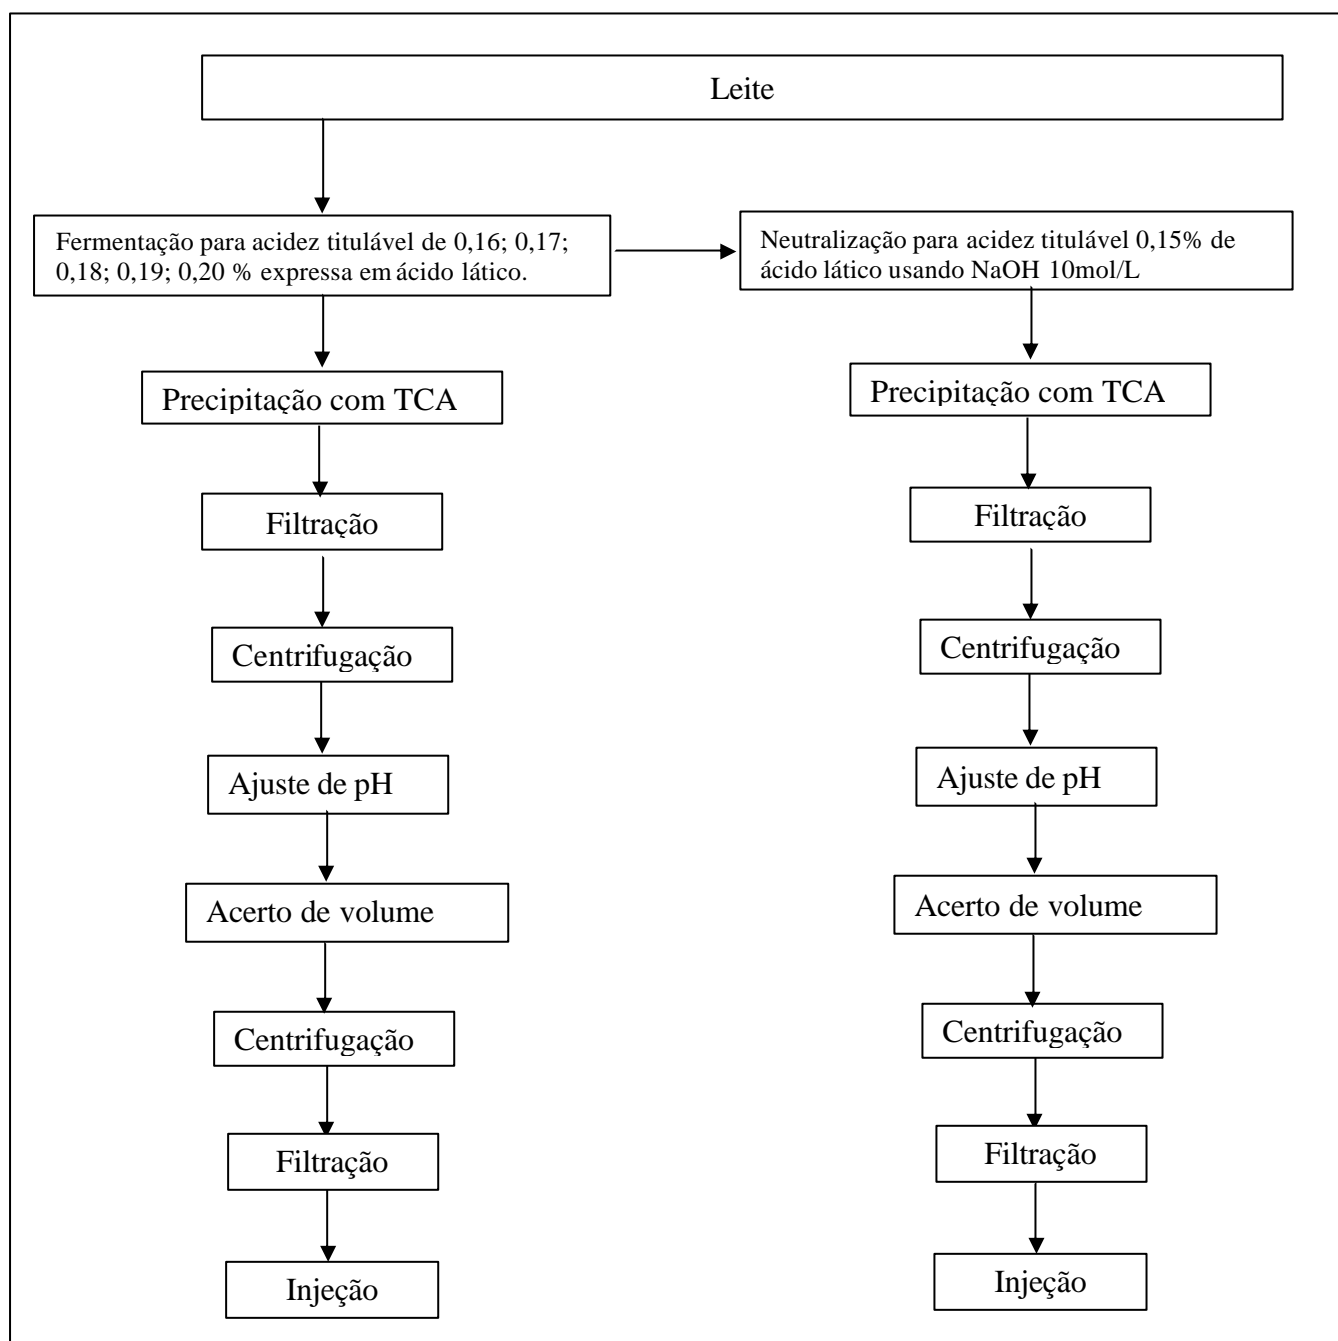 Leite
Fermentação para acidez titulável de 0,16; 0,17;
0,18; 0,19; 0,20 % expressa em ácido lático.
Neutralização para acidez titulável 0,15% de
ácido lático usando NaOH 10mol/L
Precipitação com TCA
Precipitação com TCA
Filtração
Filtração
Centrifugação
Centrifugação
Ajuste de pH
Ajuste de pH
Acerto de volume
Acerto de volume
Centrifugação
Centrifugação
Filtração
Filtração
Injeção
Injeção